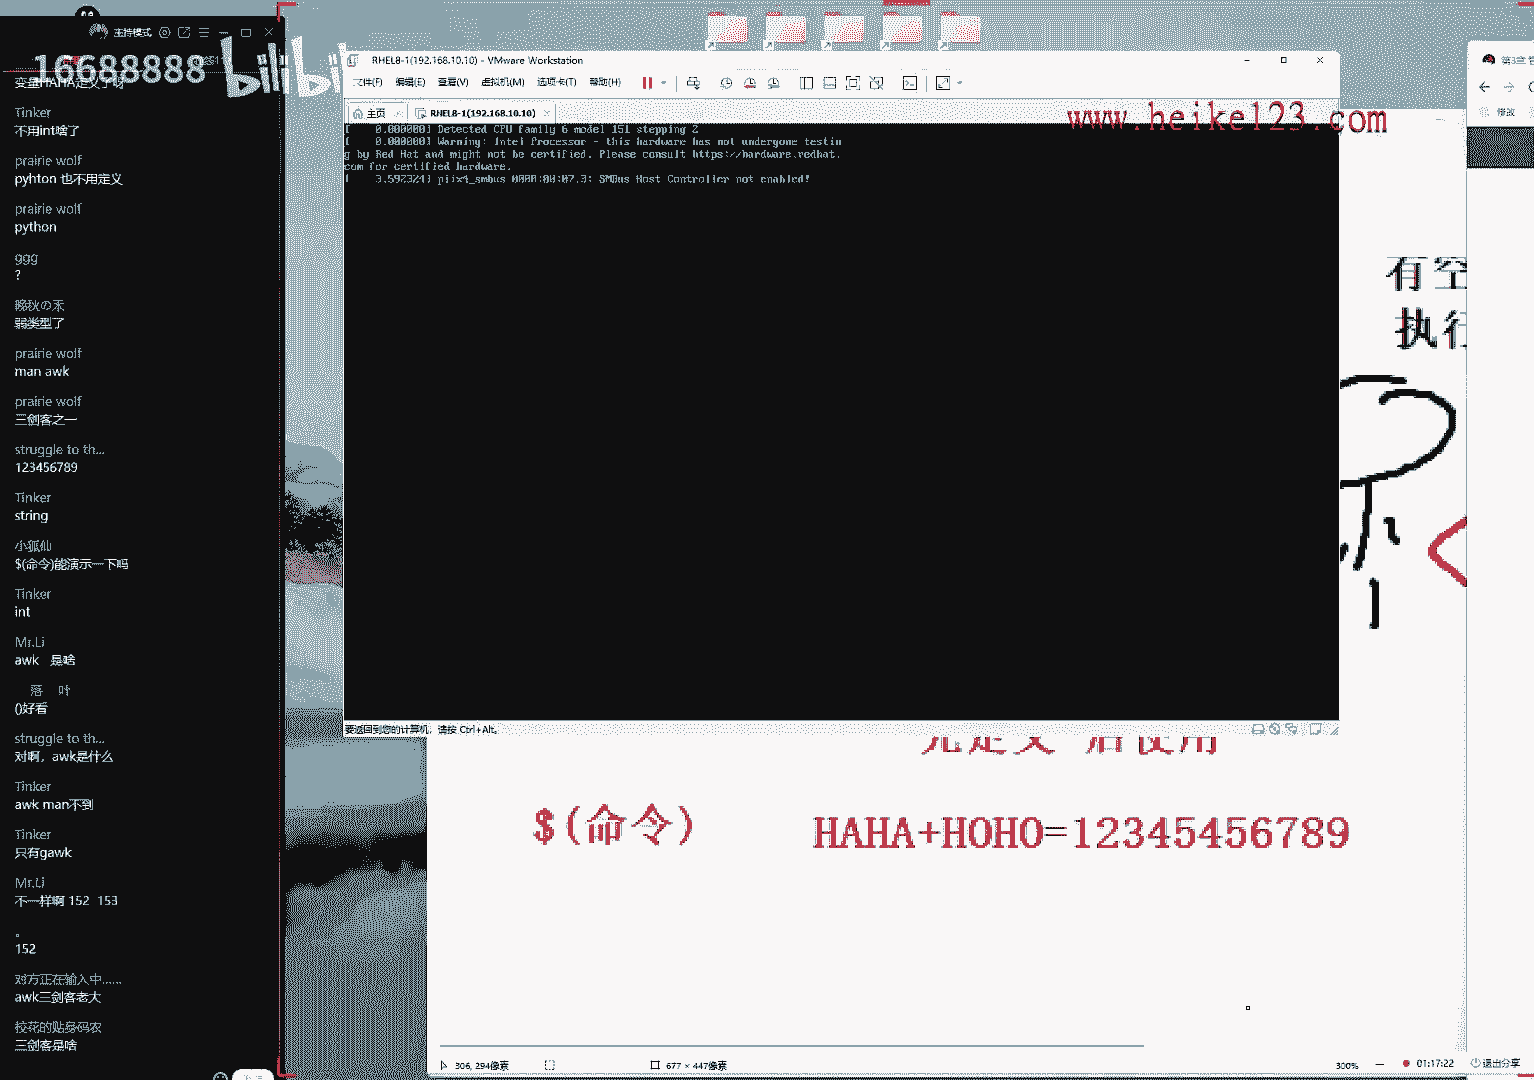 主持模式
16688888
bilibili
变量HAHA定义了呀
Tinker
不用int啥了
prairie wolf
pyhton 也不用定义
prairie wolf
python
ggg
?
弱类型了
prairie wolf
man awk
prairie wolf
三剑客之一
struggle to th...
123456789
Tinker
string
小狐仙
$(命令)能演示一下吗
Tinker
int
Mr.Li
awk 是啥
落 叶
()好看
struggle to th...
对啊，awk是什么
Tinker
awk man不到
Tinker
只有gawk
Mr.Li
不一样啊 152 153
。
152
对方正在输入中......
awk三剑客老大
校花的贴身码农
三剑客是啥
RHEL8-1(192.168.10.10) - VMware Workstation
文件(F) 编辑(E) 查看(V) 虚拟机(M) 选项卡(T) 帮助(H)
主页 RHEL8-1(192.168.10.10)
[ 0.000000] Detected CPU family 6 model 151 stepping 2
[ 0.000000] Warning: Intel Processor - this hardware has not undergone testin
g by Red Hat and might not be certified. Please consult https://hardware.redhat.
com for certified hardware.
[ 3.592324] piix4_smbus 0000:00:07.3: SMBus Host Controller not enabled!
要返回到您的计算机，请按 Ctrl+Alt。
www.heike123.com
第3章 管
修改
有空
执行
先定义 后使用
$(命令)
HAHA+HOHO=12345456789
306, 294像素
677 × 447像素
300%
01:17:22
退出分享